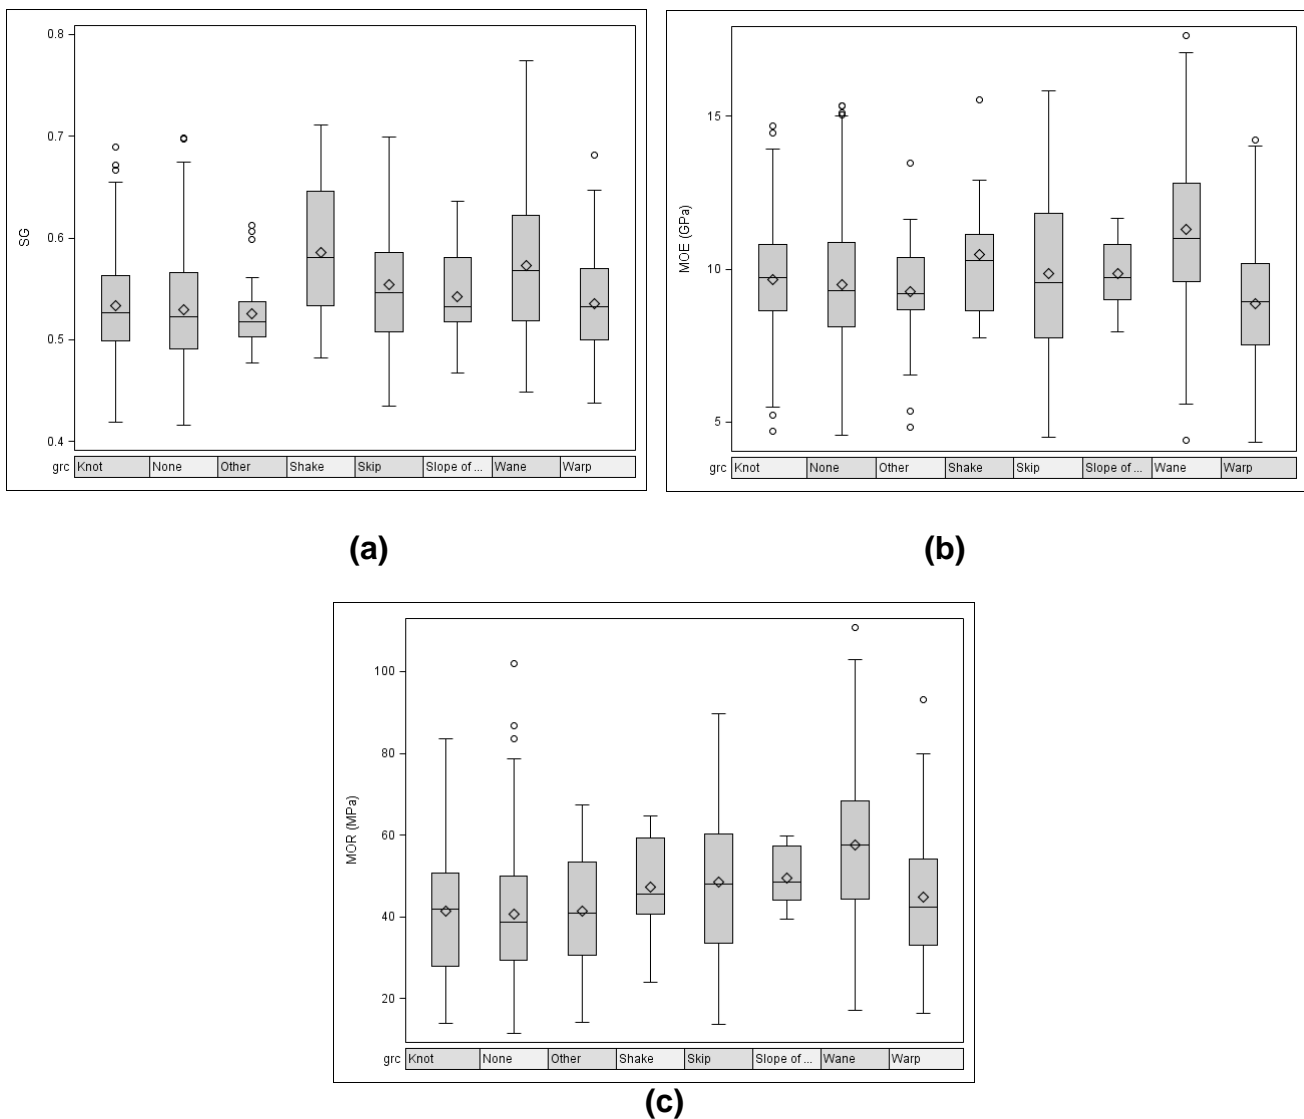 0.8
0.7
0.6
0.5
0.4
SG
grc Knot None Other Shake Skip Slope of ... Wane Warp
(a)
15
10
5
MOE (GPa)
grc Knot None Other Shake Skip Slope of ... Wane Warp
(b)
100
80
60
40
20
MOR (MPa)
grc Knot None Other Shake Skip Slope of ... Wane Warp
(c)